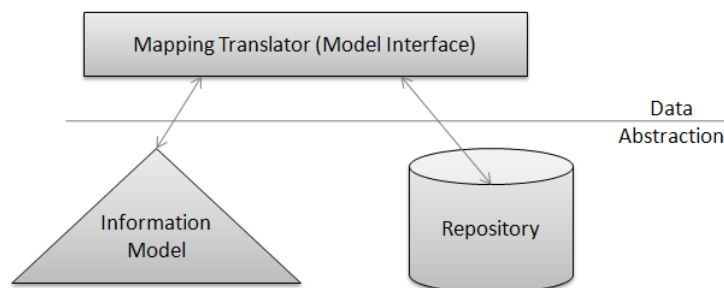 Mapping Translator (Model Interface)
Data
Abstraction
Information
Model
Repository